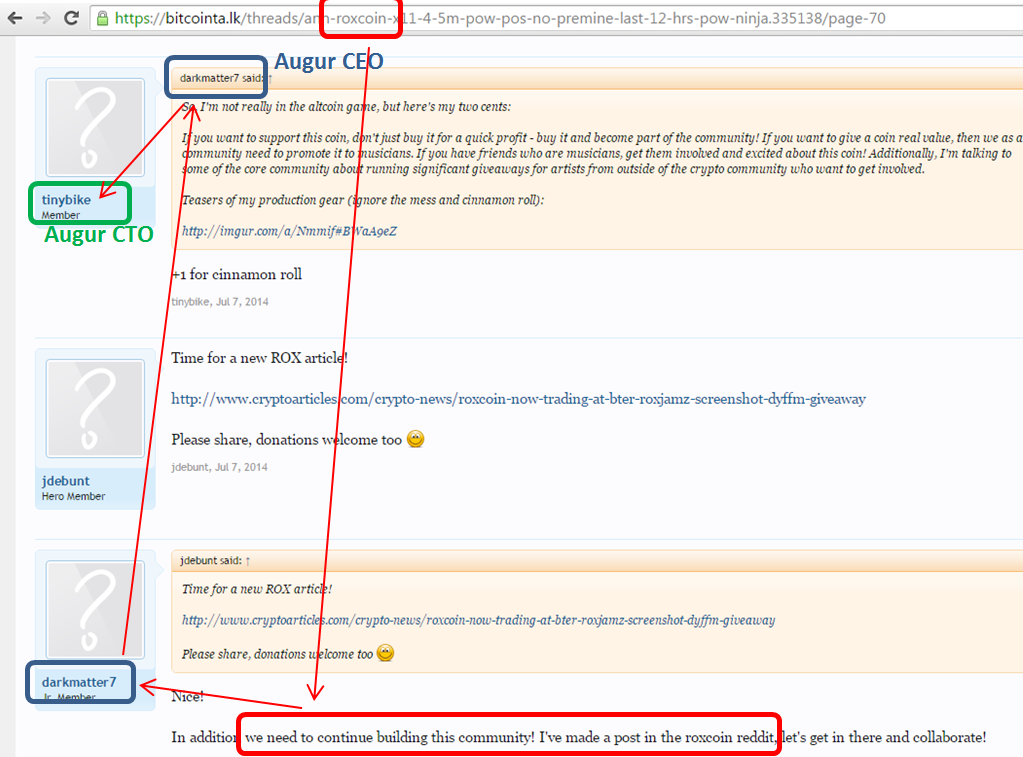 https://bitcointa.lk/threads/ann-roxcoin-x11-4-5m-pow-pos-no-premine-last-12-hrs-pow-ninja.335138/page-70
Augur CEO
darkmatter7 said: ↑
So, I'm not really in the altcoin game, but here's my two cents:
If you want to support this coin, don't just buy it for a quick profit - buy it and become part of the community! If you want to give a coin real value, then we as a
community need to promote it to musicians. If you have friends who are musicians, get them involved and excited about this coin! Additionally, I'm talking to
some of the core community about running significant giveaways for artists from outside of the crypto community who want to get involved.
Teasers of my production gear (ignore the mess and cinnamon roll):
http://imgur.com/a/Nmmif#BWaA9eZ
tinybike
Member
Augur CTO
+1 for cinnamon roll
tinybike, Jul 7, 2014
Time for a new ROX article!
http://www.cryptoarticles.com/crypto-news/roxcoin-now-trading-at-bter-roxjamz-screenshot-dyffm-giveaway
Please share, donations welcome too
jdebunt, Jul 7, 2014
jdebunt
Hero Member
jdebunt said: ↑
Time for a new ROX article!
http://www.cryptoarticles.com/crypto-news/roxcoin-now-trading-at-bter-roxjamz-screenshot-dyffm-giveaway
Please share, donations welcome too
darkmatter7
Jr. Member
Nice!
In addition, we need to continue building this community! I've made a post in the roxcoin reddit, let's get in there and collaborate!